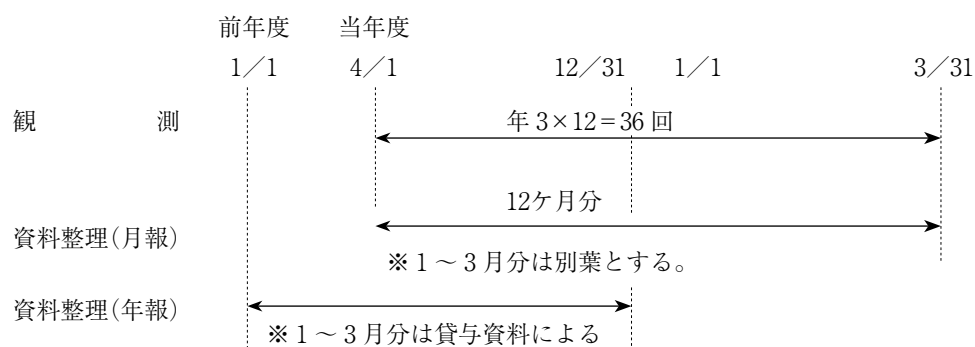 前年度 当年度
1／1 4／1 12／31 1／1 3／31
観測 年3×12=36回
12ケ月分
資料整理(月報)
※1～3月分は別葉とする。
資料整理(年報)
※1～3月分は貸与資料による